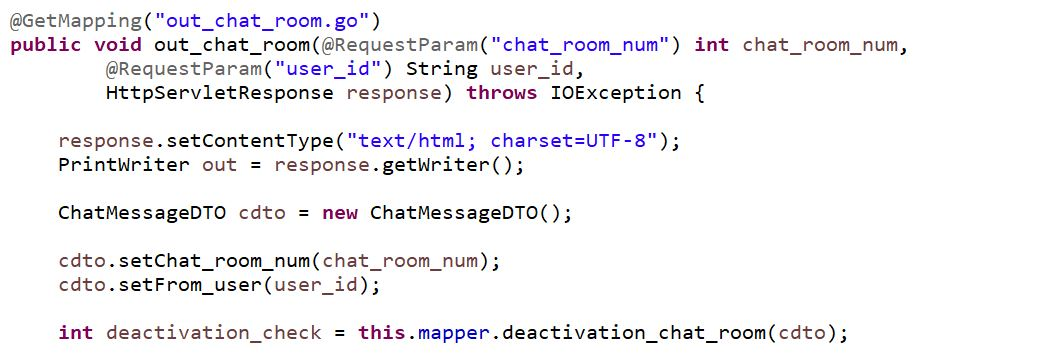 @GetMapping("out_chat_room.go")
public void out_chat_room(@RequestParam("chat_room_num") int chat_room_num,
@RequestParam("user_id") String user_id,
HttpServletResponse response) throws IOException {
response.setContentType("text/html; charset=UTF-8");
PrintWriter out = response.getWriter();
ChatMessageDTO cdto = new ChatMessageDTO();
cdto.setChat_room_num(chat_room_num);
cdto.setFrom_user(user_id);
int deactivation_check = this.mapper.deactivation_chat_room(cdto);